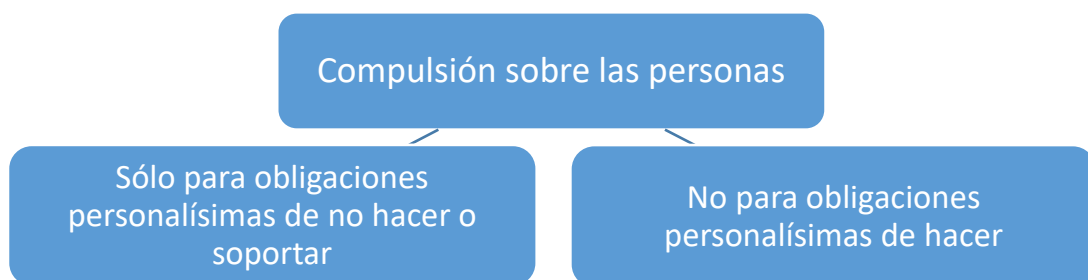 Compulsión sobre las personas
Sólo para obligaciones
personalísimas de no hacer o
soportar
No para obligaciones
personalísimas de hacer